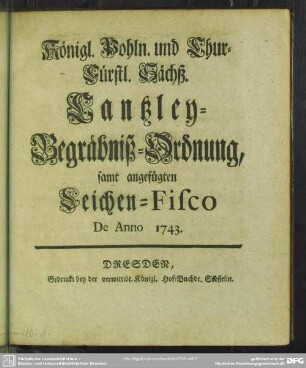 Königl. Pohln. und Chur-
Fürstl. Sächß.
Cantzley-
Begräbniß-Ordnung,
samt angefügten
Leichen-Fisco
De Anno 1743.
DRESDEN,
Gedruckt bey der verwittibt. Königl. Hof-Buchdr. Stößelin.